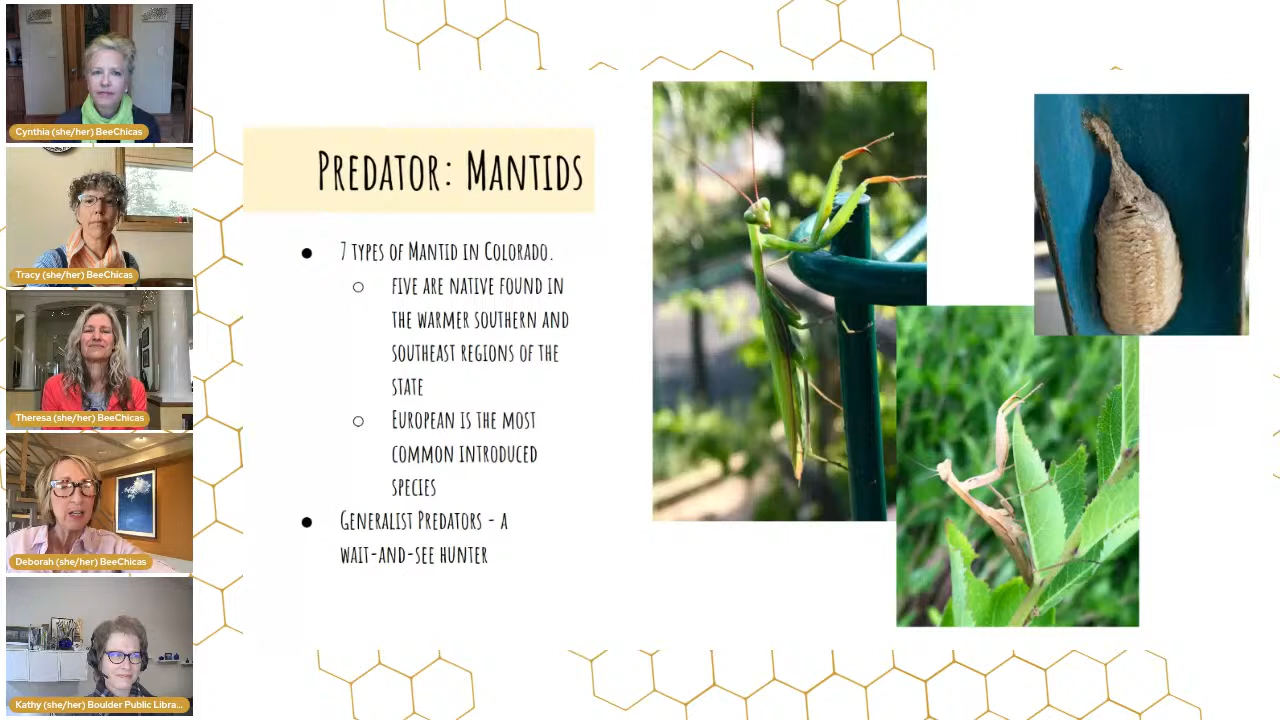 Cynthia (she/her) BeeChicas
Tracy (she/her) BeeChicas
Theresa (she/her) BeeChicas
Deborah (she/her) BeeChicas
Kathy (she/her) Boulder Public Libra...
Predator: Mantids
● 7 types of Mantid in Colorado.
○ five are native found in
the warmer southern and
southeast regions of the
state
○ European is the most
common introduced
species
● Generalist Predators - a
wait-and-see hunter